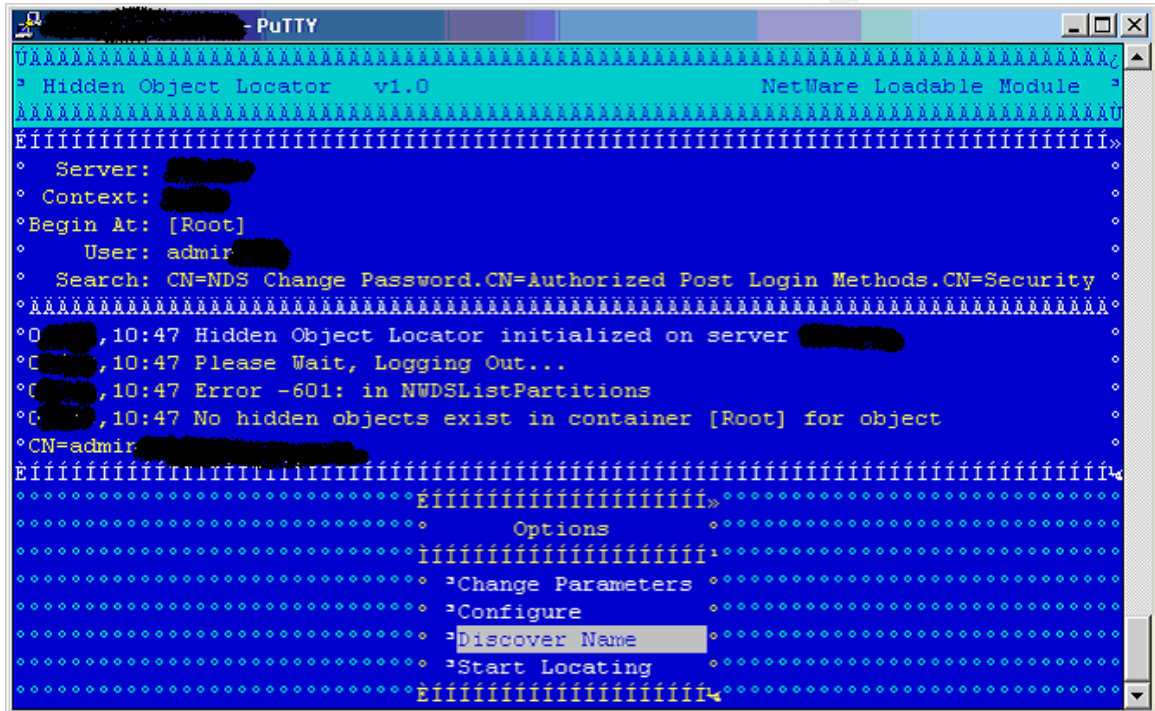 - PuTTY
Hidden Object Locator v1.0 NetWare Loadable Module
Server:
Context:
Begin At: [Root]
User: admin
Search: CN=NDS Change Password.CN=Authorized Post Login Methods.CN=Security
,10:47 Hidden Object Locator initialized on server
,10:47 Please Wait, Logging Out...
,10:47 Error -601: in NWDSListPartitions
,10:47 No hidden objects exist in container [Root] for object
CN=admin
Options
Change Parameters
Configure
Discover Name
Start Locating